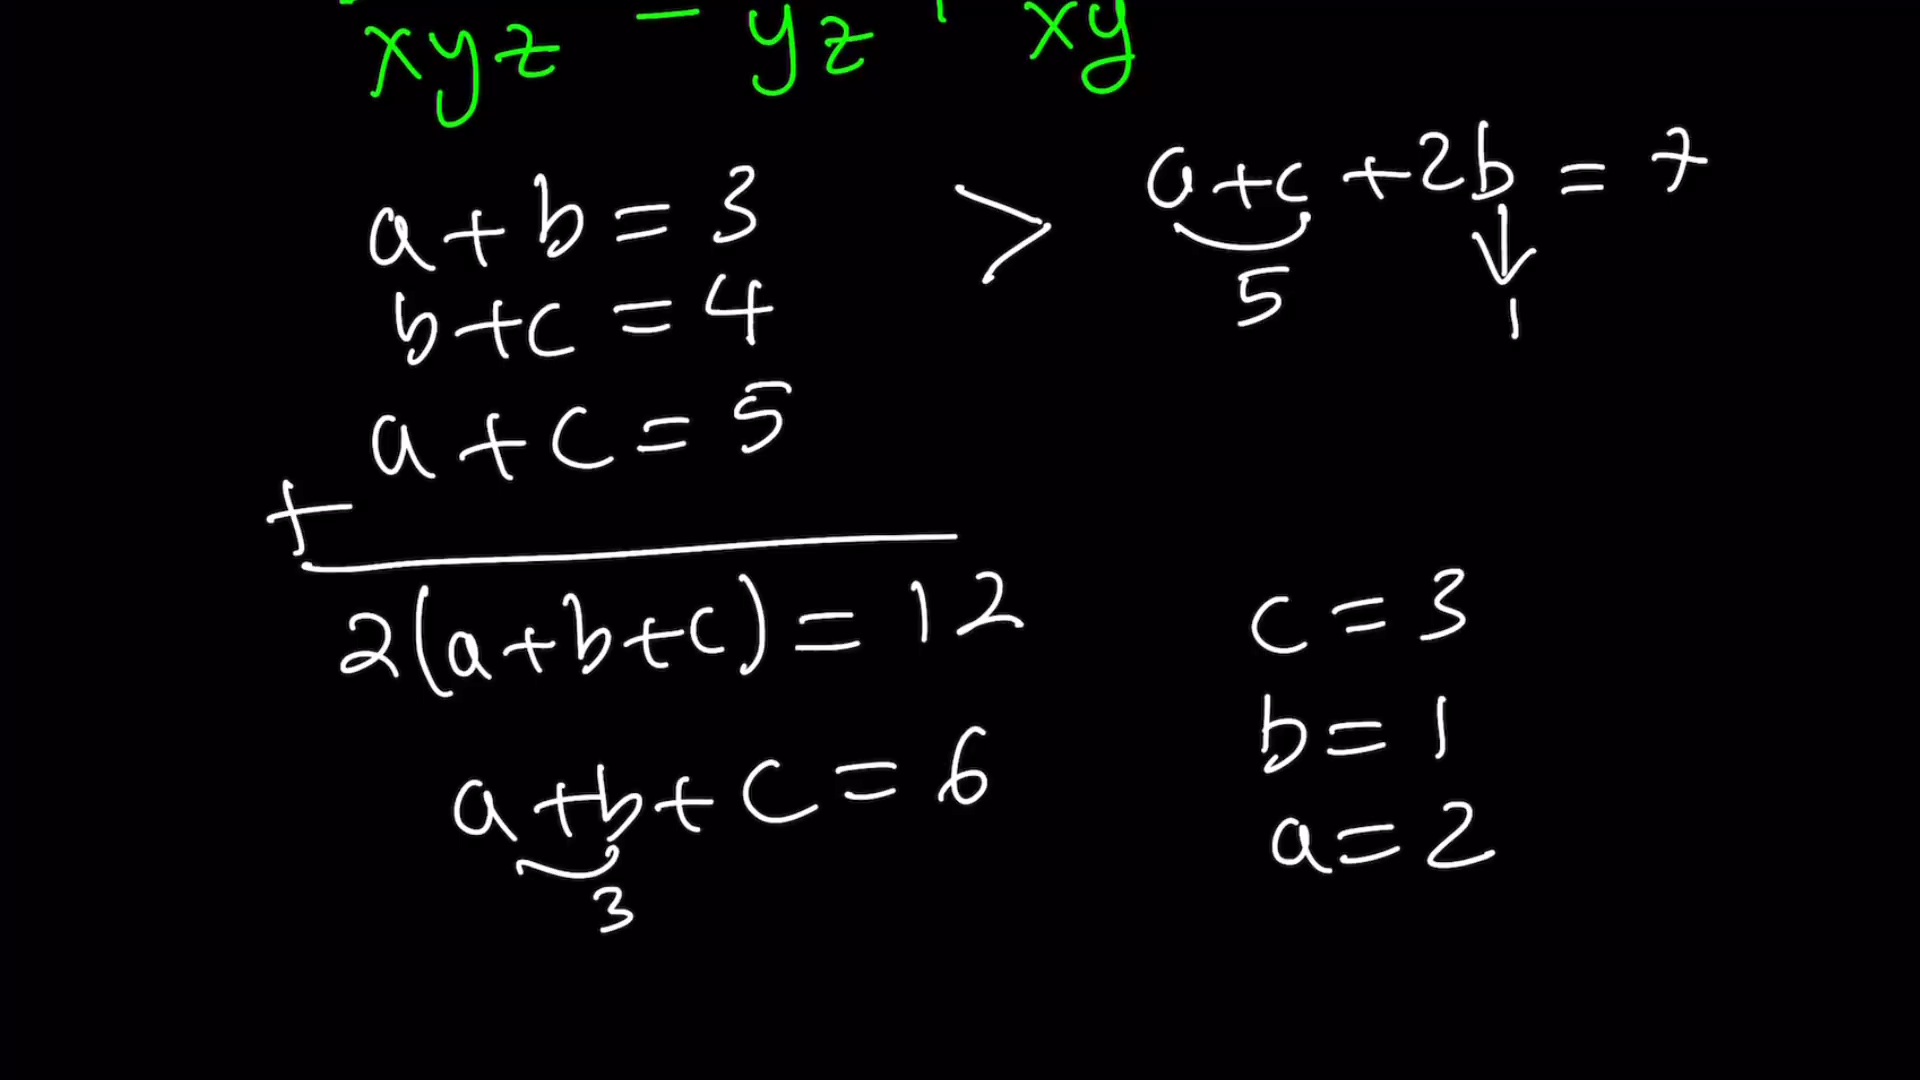 xyz - yz + xy
a + b = 3
b + c = 4
a + c = 5
+
2(a+b+c) = 12
a + b + c = 6
3
> a + c + 2b = 7
5
↓
1
c = 3
b = 1
a = 2